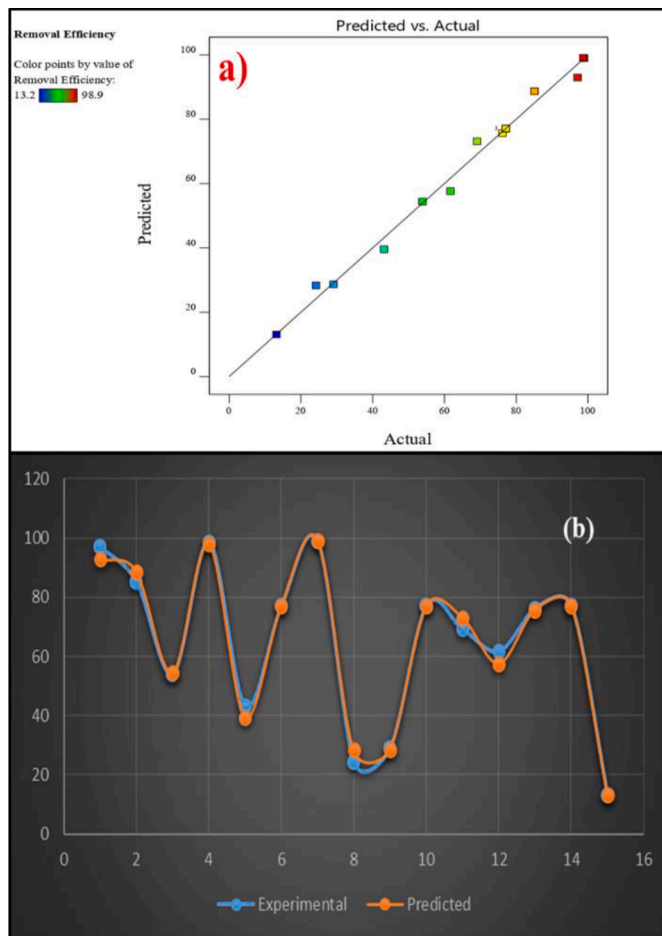 Removal Efficiency
Color points by value of
Removal Efficiency:
13.2 98.9
Predicted vs. Actual
a)
Predicted
100
80
60
40
20
0
3
0 20 40 60 80 100
Actual
(b)
120
100
80
60
40
20
0
0 2 4 6 8 10 12 14 16
Experimental Predicted